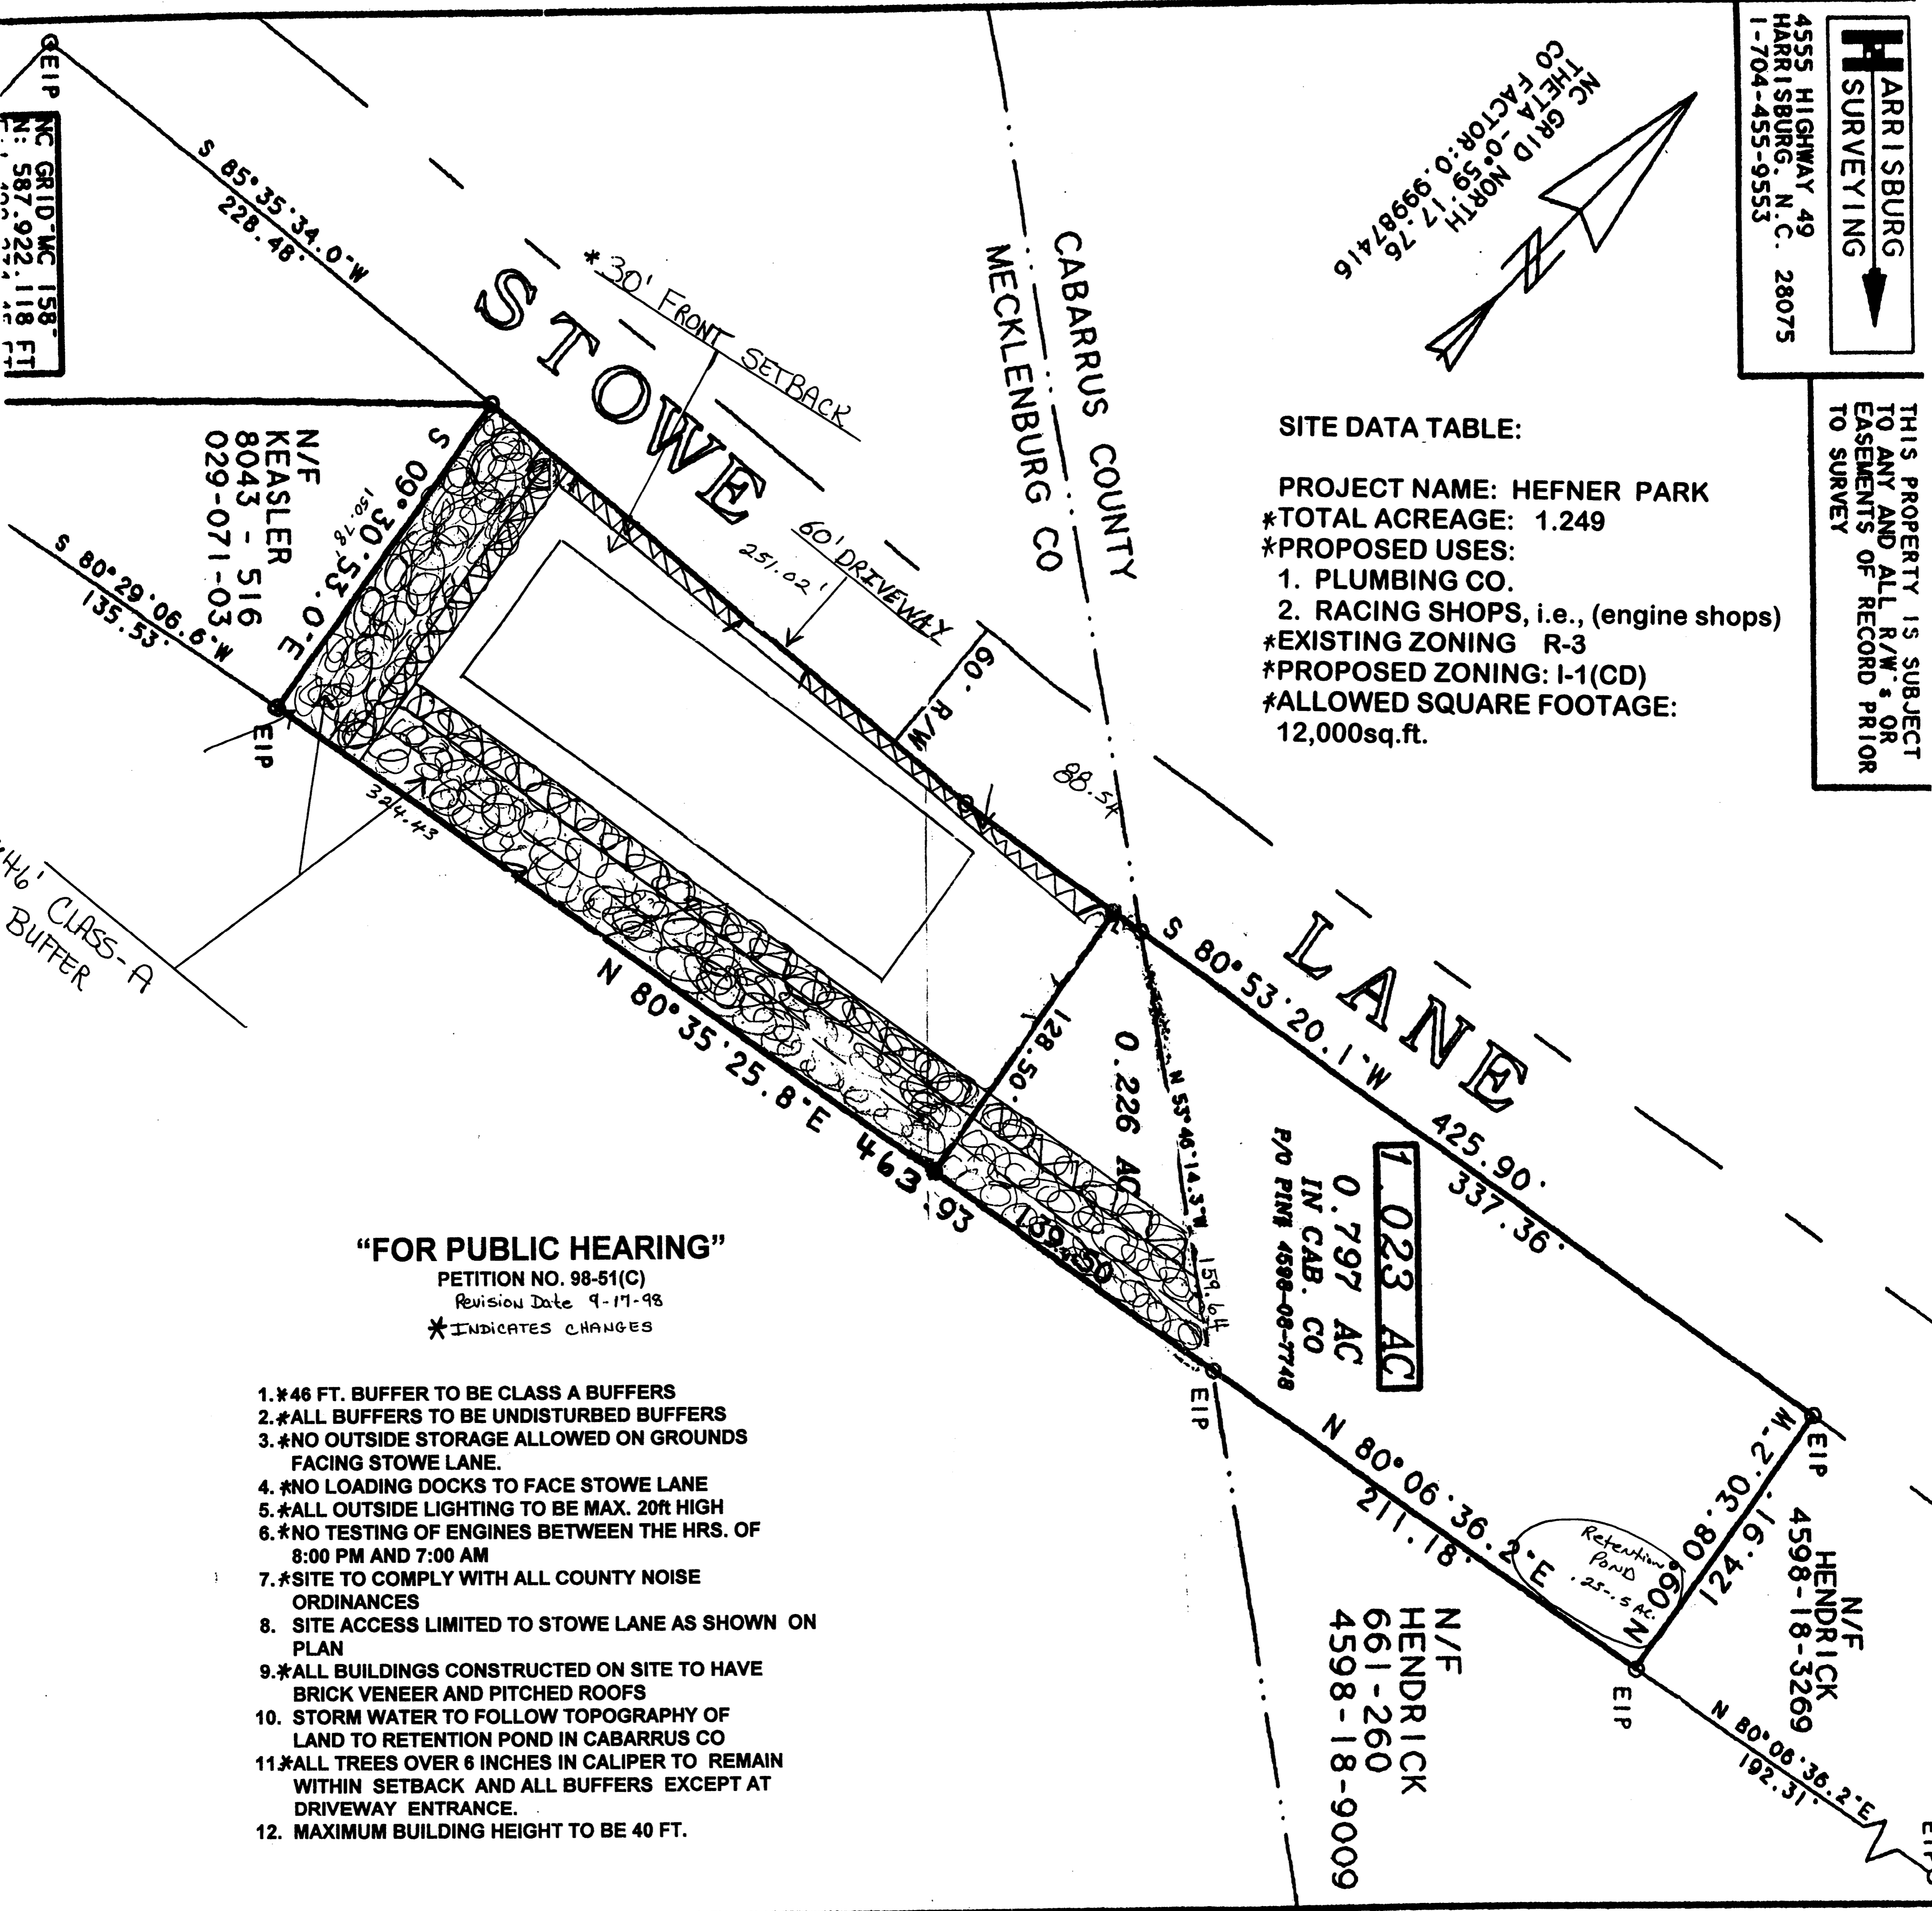 HARRISBURG
SURVEYING
4555 HIGHWAY 49
HARRISBURG. N.C. 28075
1-704-455-9553
THIS PROPERTY IS SUBJECT
TO ANY AND ALL R/W'S OR
EASEMENTS OF RECORD PRIOR
TO SURVEY
NC GRID NORTH
THETA -0°59'17.76
CO FACTOR:0.99987416
EIP
NC GRID"MC 158"
N: 587.922.118 FT
S 85°35'34.0"W
228.48'
STOWE
*30' FRONT SETBACK
CABARRUS COUNTY
MECKLENBURG CO
SITE DATA TABLE:
PROJECT NAME: HEFNER PARK
*TOTAL ACREAGE: 1.249
*PROPOSED USES:
1. PLUMBING CO.
2. RACING SHOPS, i.e., (engine shops)
*EXISTING ZONING R-3
*PROPOSED ZONING: I-1(CD)
*ALLOWED SQUARE FOOTAGE:
12,000sq.ft.
N/F
KEASLER
8043 - 516
029-071-03
S 09°30'53.0"E
150.78'
S 80°29'06.6"W
135.53'
EIP
60' DRIVEWAY
251.02'
60' R/W
88.54
324.43
46' CLASS-A
BUFFER
N 80°35'25.8"E 463.93
128.50'
0.226 AC
N 53°46'14.3"W
159.64
139.50
LANE
S 80°53'20.1"W 425.90'
337.36'
1.023 AC
0.797 AC
IN CAB. CO
P/O PIN# 4598-08-7748
EIP
N 80°06'36.2"E
211.18'
Retention
POND
.25-.5 AC.
N 09°08'30.2"W
124.91'
EIP
N/F
HENDRICK
4598-18-3269
EIP
N/F
HENDRICK
661-260
4598-18-9009
N 80°06'36.2"E
192.31'
"FOR PUBLIC HEARING"
PETITION NO. 98-51(C)
Revision Date 9-17-98
*INDICATES CHANGES
1.*46 FT. BUFFER TO BE CLASS A BUFFERS
2.*ALL BUFFERS TO BE UNDISTURBED BUFFERS
3.*NO OUTSIDE STORAGE ALLOWED ON GROUNDS
FACING STOWE LANE.
4. *NO LOADING DOCKS TO FACE STOWE LANE
5.*ALL OUTSIDE LIGHTING TO BE MAX. 20ft HIGH
6.*NO TESTING OF ENGINES BETWEEN THE HRS. OF
8:00 PM AND 7:00 AM
7.*SITE TO COMPLY WITH ALL COUNTY NOISE
ORDINANCES
8. SITE ACCESS LIMITED TO STOWE LANE AS SHOWN ON
PLAN
9.*ALL BUILDINGS CONSTRUCTED ON SITE TO HAVE
BRICK VENEER AND PITCHED ROOFS
10. STORM WATER TO FOLLOW TOPOGRAPHY OF
LAND TO RETENTION POND IN CABARRUS CO
11*ALL TREES OVER 6 INCHES IN CALIPER TO REMAIN
WITHIN SETBACK AND ALL BUFFERS EXCEPT AT
DRIVEWAY ENTRANCE.
12. MAXIMUM BUILDING HEIGHT TO BE 40 FT.